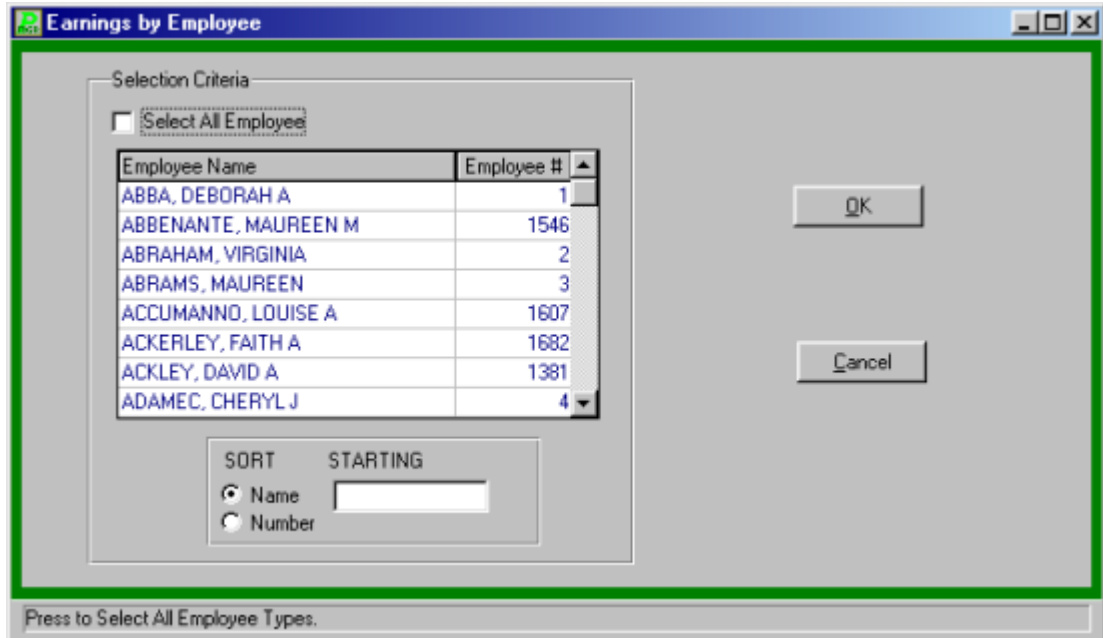 Earnings by Employee
Selection Criteria
Select All Employee
Employee Name Employee #
ABBA, DEBORAH A 1
ABBENANTE, MAUREEN M 1546
ABRAHAM, VIRGINIA 2
ABRAMS, MAUREEN 3
ACCUMANNO, LOUISE A 1607
ACKERLEY, FAITH A 1682
ACKLEY, DAVID A 1381
ADAMEC, CHERYL J 4
OK
Cancel
SORT STARTING
Name
Number
Press to Select All Employee Types.